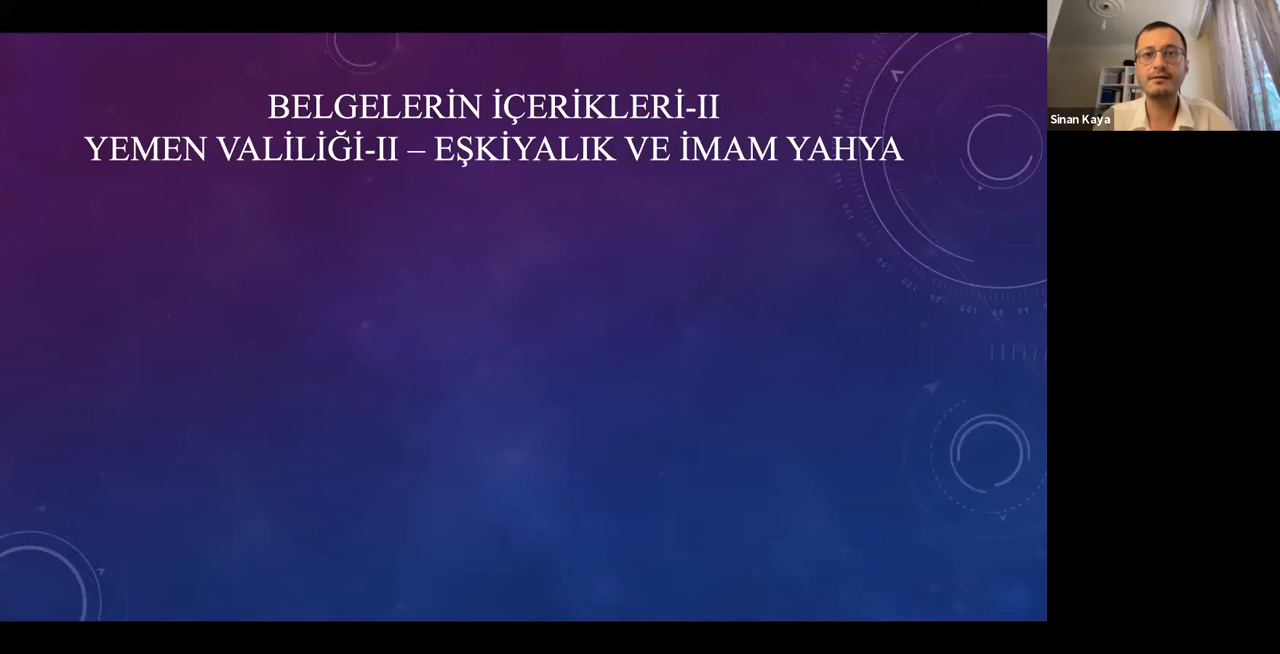 BELGELERİN İÇERİKLERİ-II
YEMEN VALİLİĞİ-II – EŞKİYALIK VE İMAM YAHYA
Sinan Kaya